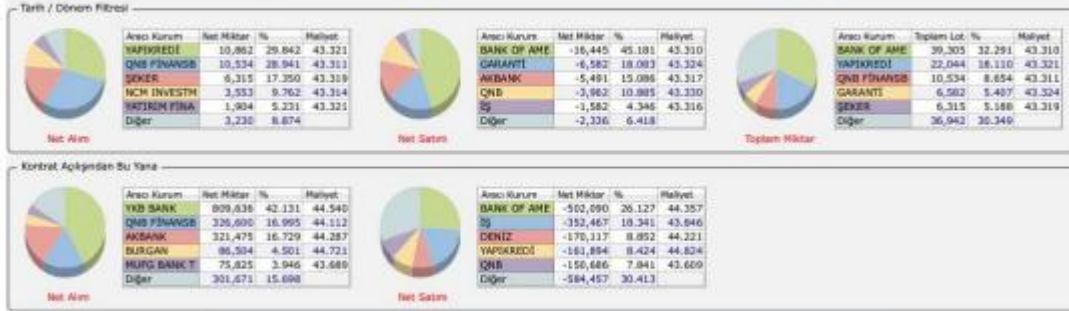 Tarih / Dönem Filtresi
Aracı Kurum Net Miktar % Maliyet
YAPIKREDİ 10,862 29.842 43.321
QNB FİNANSB 10,534 28.941 43.311
ŞEKER 6,315 17.350 43.319
NCM INVESTM 3,553 9.762 43.314
YATIRIM FİNA 1,904 5.231 43.321
Diğer 3,230 8.874
Net Alım
Aracı Kurum Net Miktar % Maliyet
BANK OF AME -16,445 45.181 43.310
GARANTİ -6,582 18.083 43.324
AKBANK -5,491 15.086 43.317
QNB -3,962 10.885 43.330
İŞ -1,582 4.346 43.316
Diğer -2,336 6.418
Net Satım
Aracı Kurum Toplam Lot % Maliyet
BANK OF AME 39,305 32.291 43.310
YAPIKREDİ 22,044 18.110 43.321
QNB FİNANSB 10,534 8.654 43.311
GARANTİ 6,582 5.407 43.324
ŞEKER 6,315 5.188 43.319
Diğer 36,942 30.349
Toplam Miktar
Kontrat Açılışından Bu Yana
Aracı Kurum Net Miktar % Maliyet
YKB BANK 809,636 42.131 44.540
QNB FİNANSB 326,600 16.995 44.112
AKBANK 321,475 16.729 44.287
BURGAN 86,504 4.501 44.721
MUFG BANK T 75,825 3.946 43.689
Diğer 301,671 15.698
Net Alım
Aracı Kurum Net Miktar % Maliyet
BANK OF AME -502,090 26.127 44.357
İŞ -352,467 18.341 43.846
DENİZ -170,117 8.852 44.221
YAPIKREDİ -161,894 8.424 44.824
QNB -150,686 7.841 43.609
Diğer -584,457 30.413
Net Satım